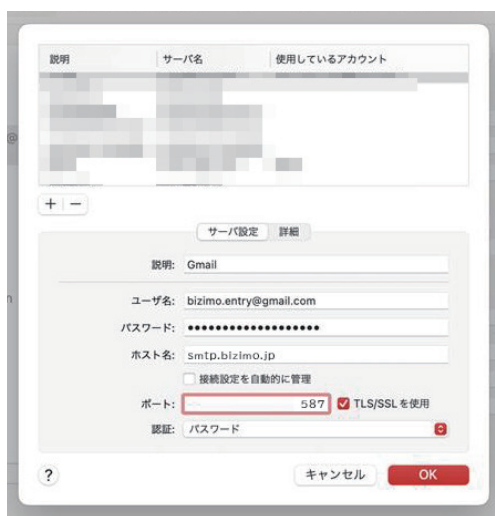 説明 サーバ名 使用しているアカウント
@
+ −
サーバ設定 詳細
説明: Gmail
n
ユーザ名: bizimo.entry@gmail.com
パスワード: •••••••••••••••••••
ホスト名: smtp.bizimo.jp
接続設定を自動的に管理
ポート: 587 TLS/SSL を使用
認証: パスワード
? キャンセル OK